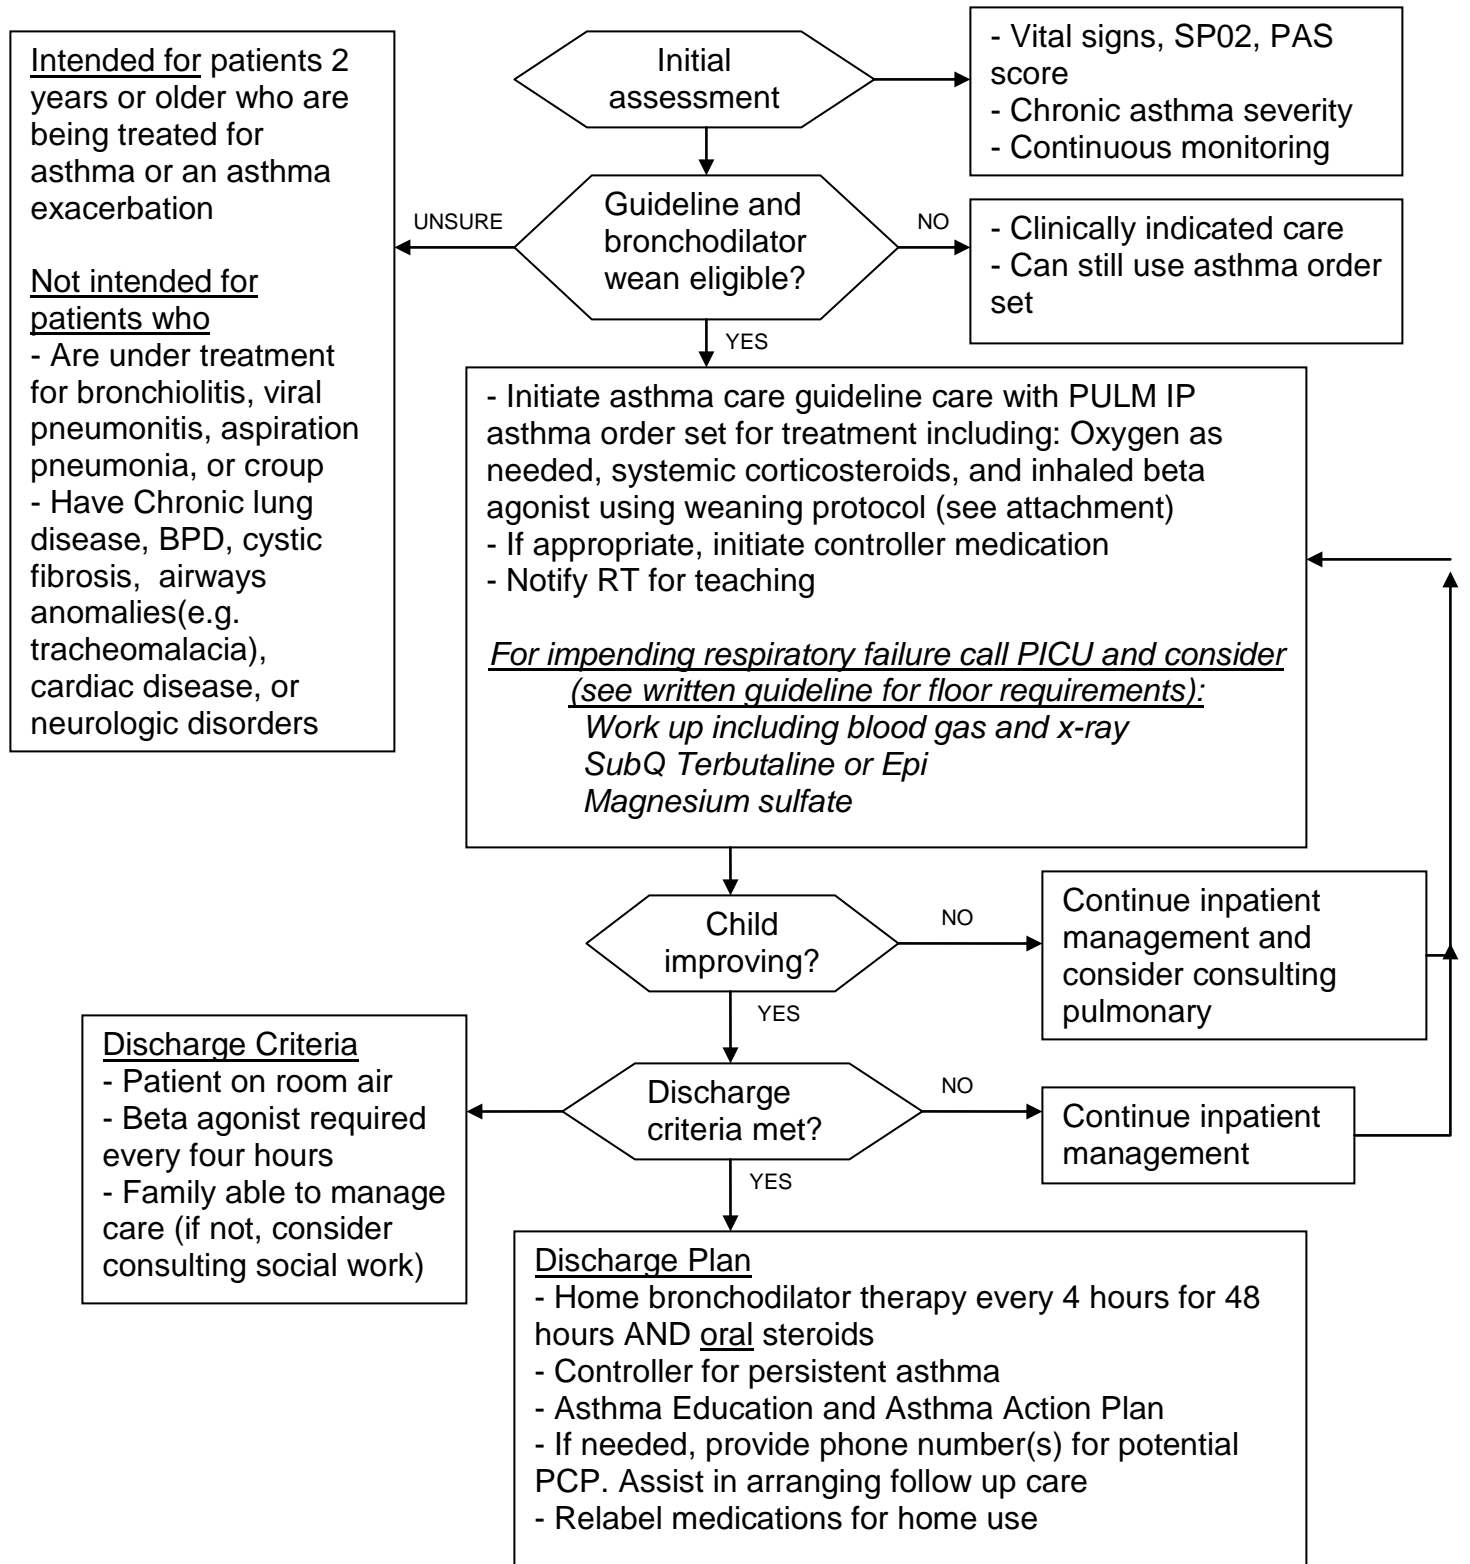 Initial
assessment
- Vital signs, SP02, PAS
score
- Chronic asthma severity
- Continuous monitoring
Guideline and
bronchodilator
wean eligible?
UNSURE
Intended for patients 2
years or older who are
being treated for
asthma or an asthma
exacerbation
Not intended for
patients who
- Are under treatment
for bronchiolitis, viral
pneumonitis, aspiration
pneumonia, or croup
- Have Chronic lung
disease, BPD, cystic
fibrosis,  airways
anomalies(e.g.
tracheomalacia),
cardiac disease, or
neurologic disorders
NO
- Clinically indicated care
- Can still use asthma order
set
YES
- Initiate asthma care guideline care with PULM IP
asthma order set for treatment including: Oxygen as
needed, systemic corticosteroids, and inhaled beta
agonist using weaning protocol (see attachment)
- If appropriate, initiate controller medication
- Notify RT for teaching
For impending respiratory failure call PICU and consider
(see written guideline for floor requirements):
Work up including blood gas and x-ray
SubQ Terbutaline or Epi
Magnesium sulfate
Child
improving?
NO
Continue inpatient
management and
consider consulting
pulmonary
YES
Discharge
criteria met?
Discharge Criteria
- Patient on room air
- Beta agonist required
every four hours
- Family able to manage
care (if not, consider
consulting social work)
NO
Continue inpatient
management
YES
Discharge Plan
- Home bronchodilator therapy every 4 hours for 48
hours AND oral steroids
- Controller for persistent asthma
- Asthma Education and Asthma Action Plan
- If needed, provide phone number(s) for potential
PCP. Assist in arranging follow up care
- Relabel medications for home use